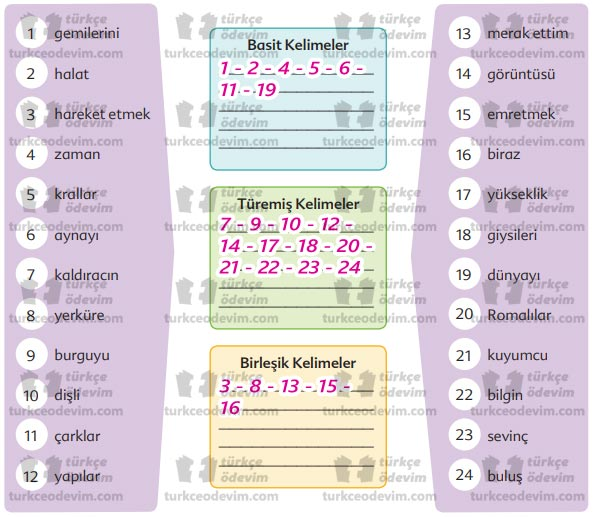 1 gemilerini
2 halat
3 hareket etmek
4 zaman
5 krallar
6 aynayı
7 kaldıracın
8 yerküre
9 burguyu
10 dişli
11 çarklar
12 yapılar
Basit Kelimeler
1 - 2 - 4 - 5 - 6 -
11 - 19
Türemiş Kelimeler
7 - 9 - 10 - 12 -
14 - 17 - 18 - 20 -
21 - 22 - 23 - 24
Birleşik Kelimeler
3 - 8 - 13 - 15 -
16
13 merak ettim
14 görüntüsü
15 emretmek
16 biraz
17 yükseklik
18 giysileri
19 dünyayı
20 Romalılar
21 kuyumcu
22 bilgin
23 sevinç
24 buluş
türkçe
ödevim
turkceodevim.com